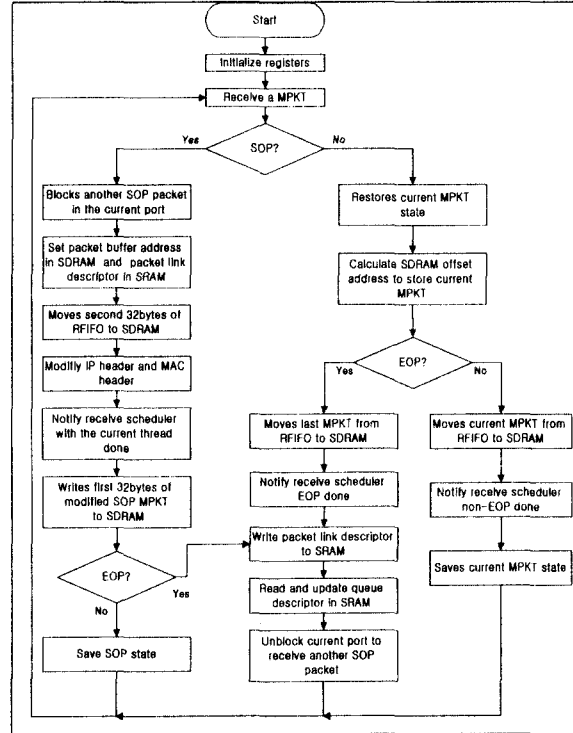 Start
Initialize registers
Receive a MPKT
Yes
SOP?
No
Blocks another SOP packet
in the current port
Set packet buffer address
in SDRAM and packet link
descriptor in SRAM
Moves second 32bytes of
RFIFO to SDRAM
Modifiy IP header and MAC
header
Notify receive scheduler
with the current thread
done
Writes first 32bytes of
modified SOP MPKT
to SDRAM
EOP?
Yes
No
Save SOP state
Restores current MPKT
state
Calculate SDRAM offset
address to store current
MPKT
EOP?
Yes
No
Moves last MPKT from
RFIFO to SDRAM
Notify receive scheduler
EOP done
Write packet link descriptor
to SRAM
Read and update queue
descriptor in SRAM
Unblock current port to
receive another SOP
packet
Moves current MPKT from
RFIFO to SDRAM
Notify receive scheduler
non-EOP done
Saves current MPKT state